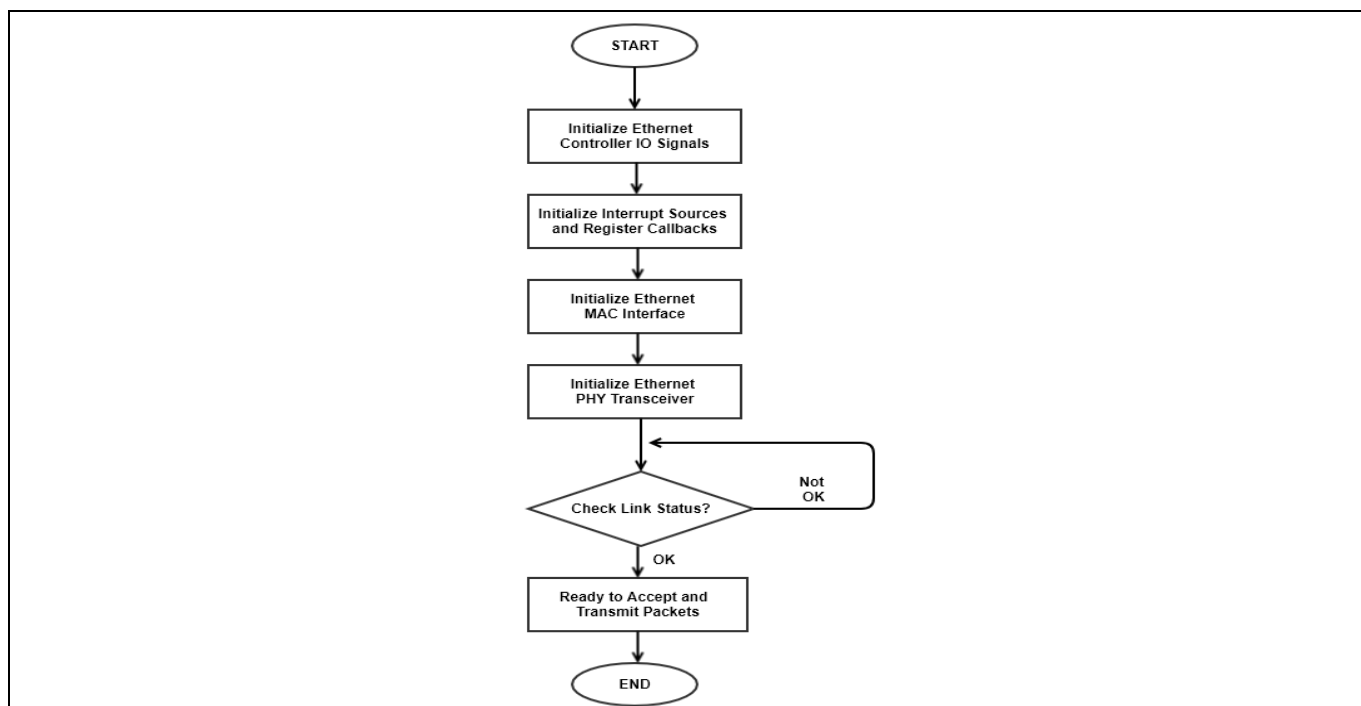 START
Initialize Ethernet
Controller IO Signals
Initialize Interrupt Sources
and Register Callbacks
Initialize Ethernet
MAC Interface
Initialize Ethernet
PHY Transceiver
Not
OK
Check Link Status?
OK
Ready to Accept and
Transmit Packets
END